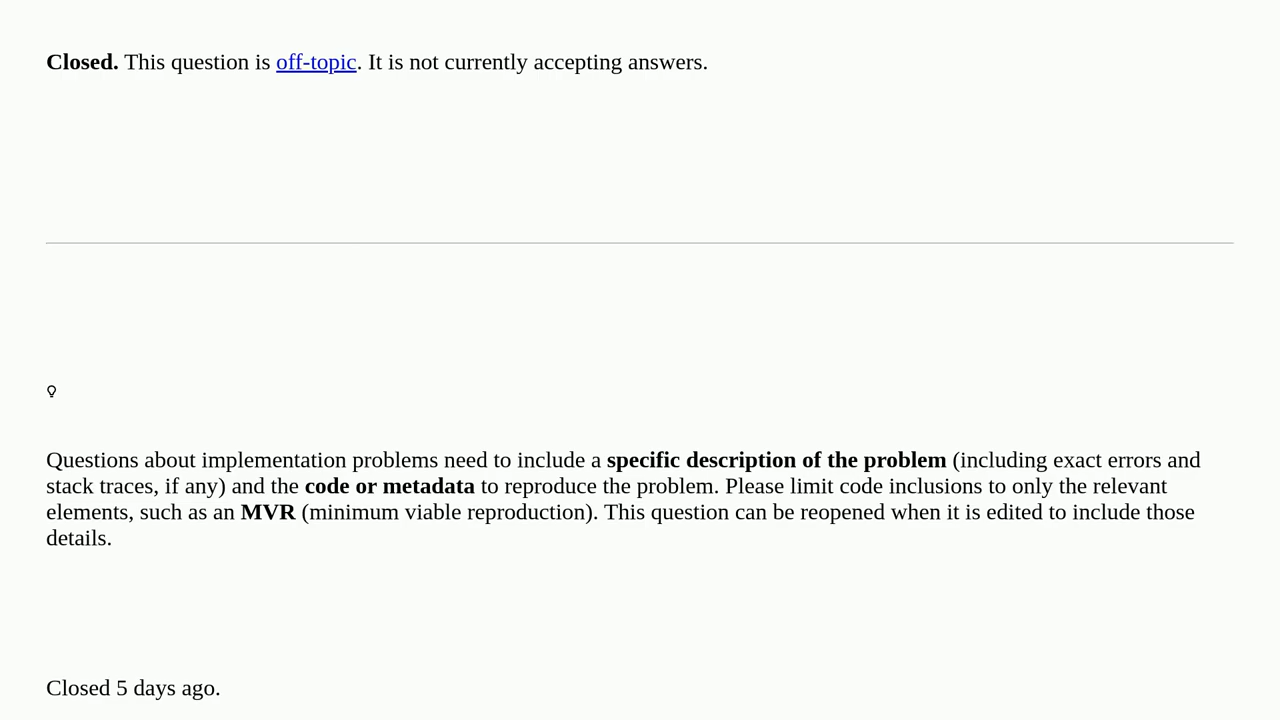 Closed. This question is off-topic. It is not currently accepting answers.
Questions about implementation problems need to include a specific description of the problem (including exact errors and
stack traces, if any) and the code or metadata to reproduce the problem. Please limit code inclusions to only the relevant
elements, such as an MVR (minimum viable reproduction). This question can be reopened when it is edited to include those
details.
Closed 5 days ago.